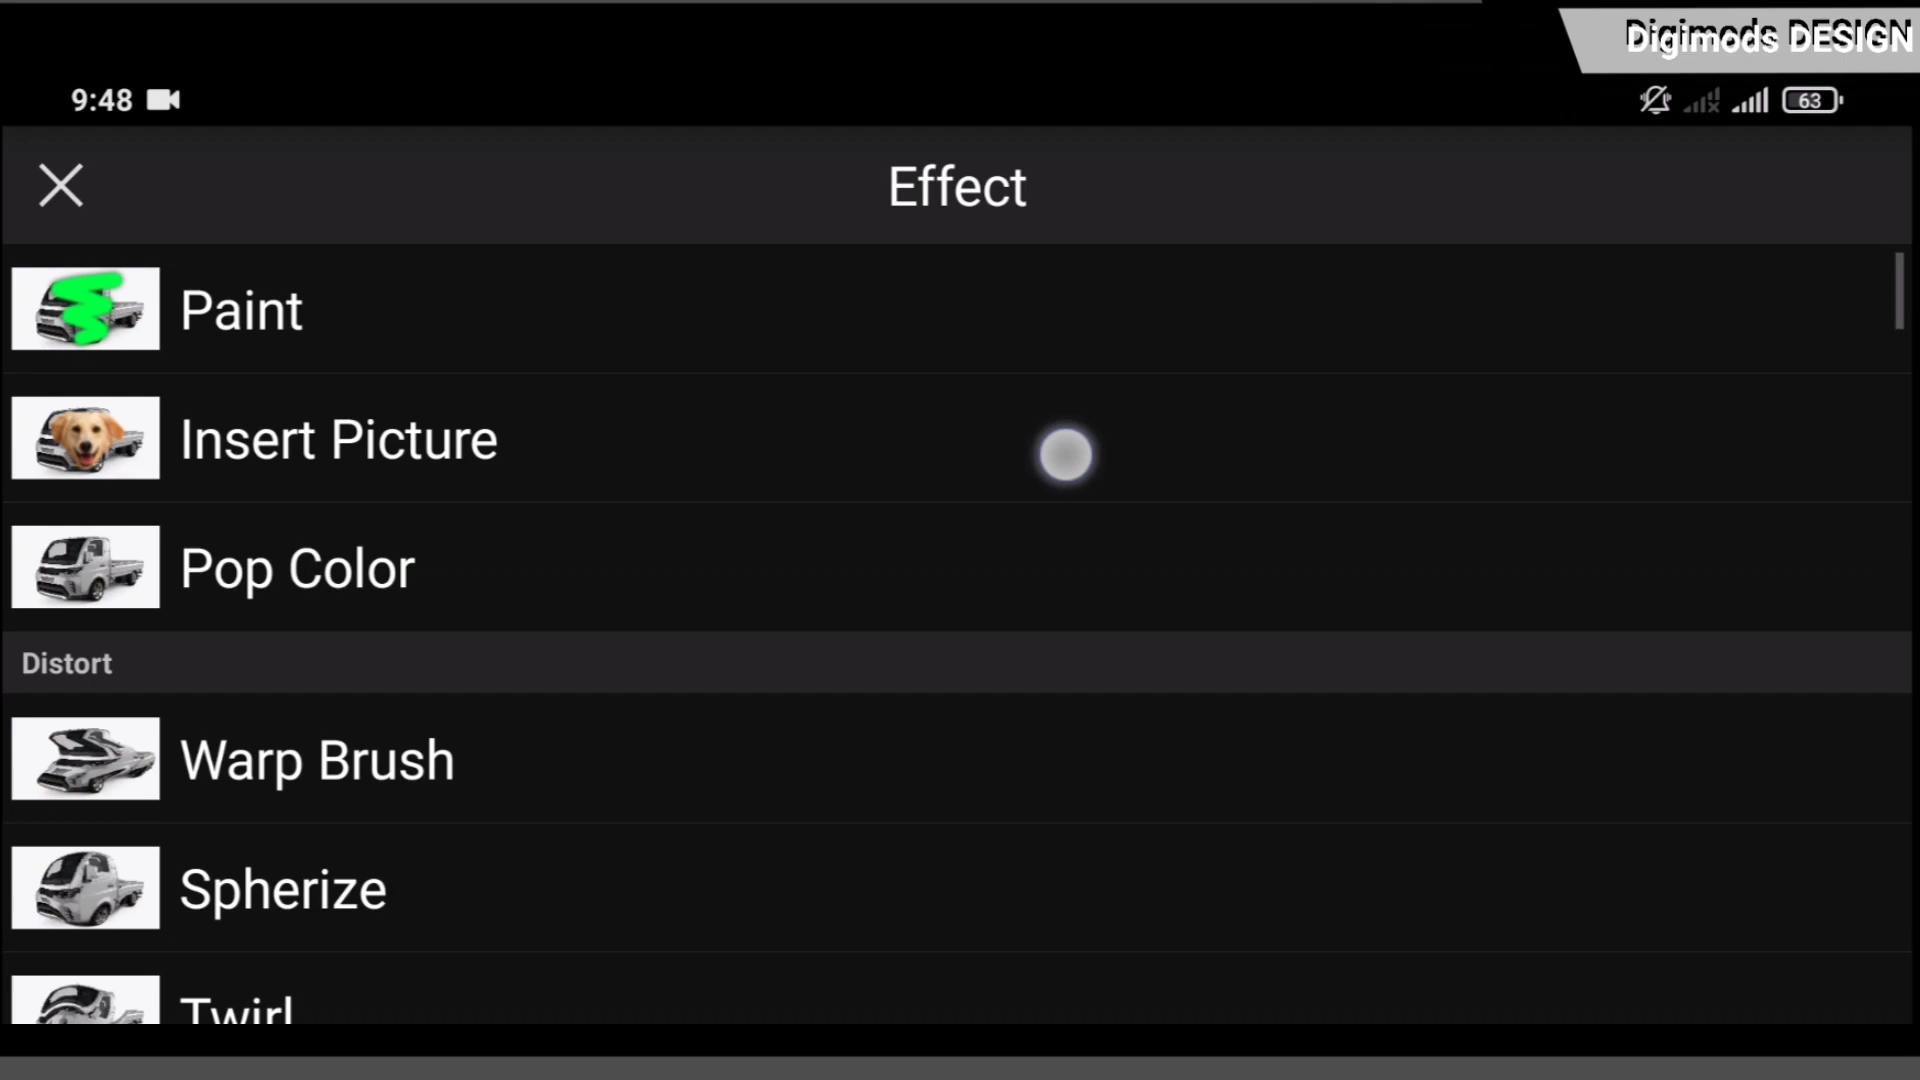 Digimods DESIGN
9:48
63
Effect
Paint
Insert Picture
Pop Color
Distort
Warp Brush
Spherize
Twirl